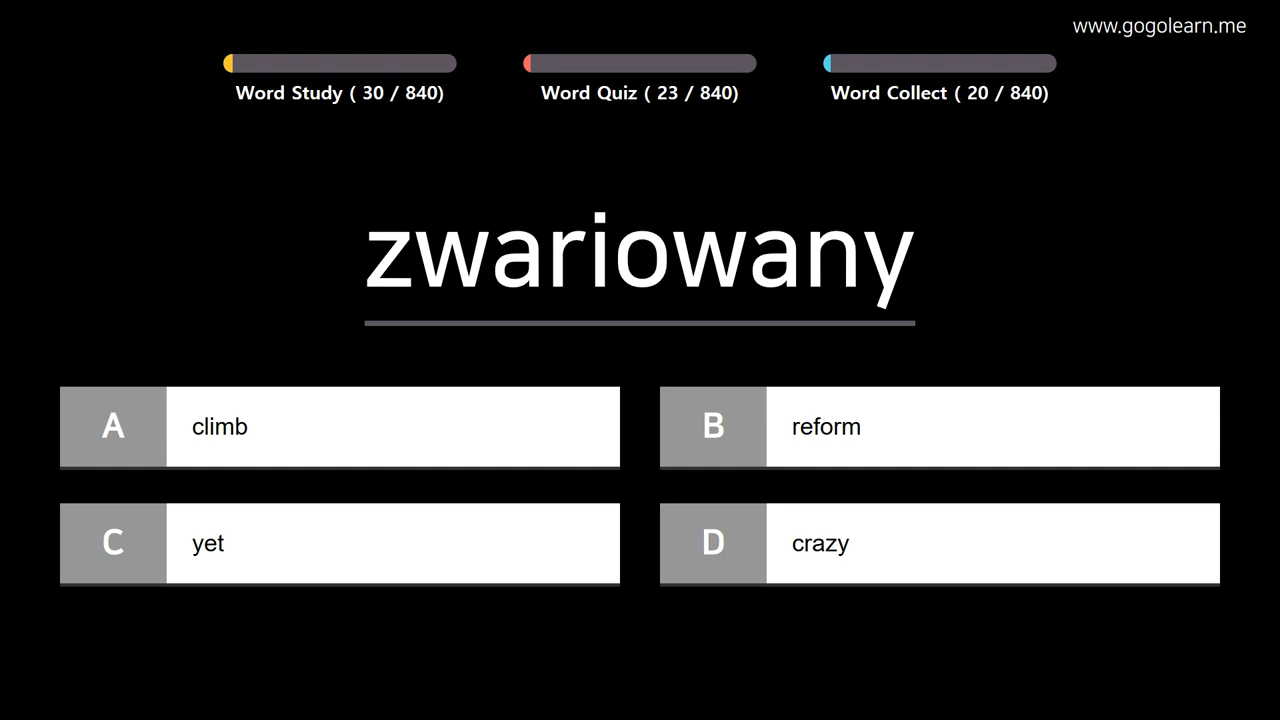 www.gogolearn.me
Word Study ( 30 / 840)
Word Quiz ( 23 / 840)
Word Collect ( 20 / 840)
zwariowany
A climb
B reform
C yet
D crazy